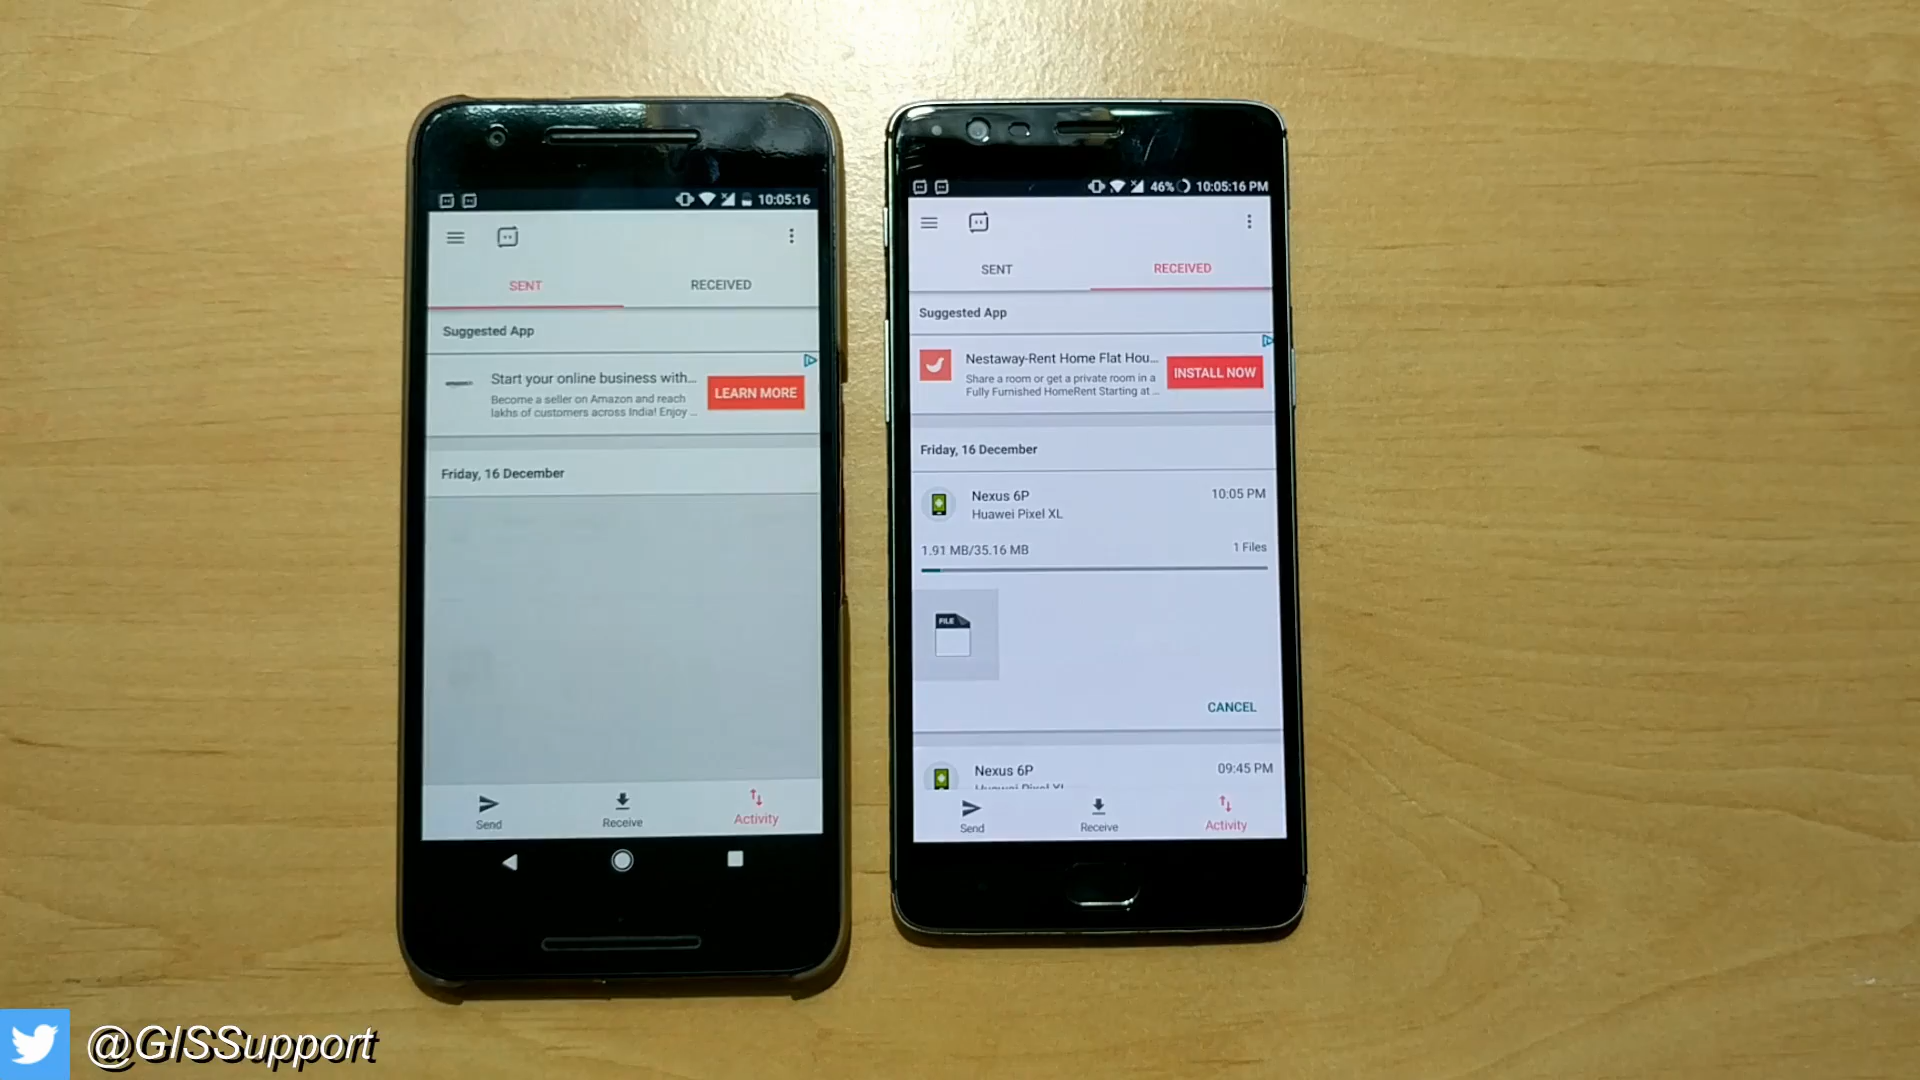 10:05:16
SENT
RECEIVED
Suggested App
Start your online business with...
LEARN MORE
Become a seller on Amazon and reach
lakhs of customers across India! Enjoy ...
Friday, 16 December
Send
Receive
Activity
46%
10:05:16 PM
SENT
RECEIVED
Suggested App
Nestaway-Rent Home Flat Hou...
INSTALL NOW
Share a room or get a private room in a
Fully Furnished HomeRent Starting at ...
Friday, 16 December
Nexus 6P
10:05 PM
Huawei Pixel XL
1.91 MB/35.16 MB
1 Files
FILE
CANCEL
Nexus 6P
09:45 PM
Huawei Pixel XL
Send
Receive
Activity
@GISSupport